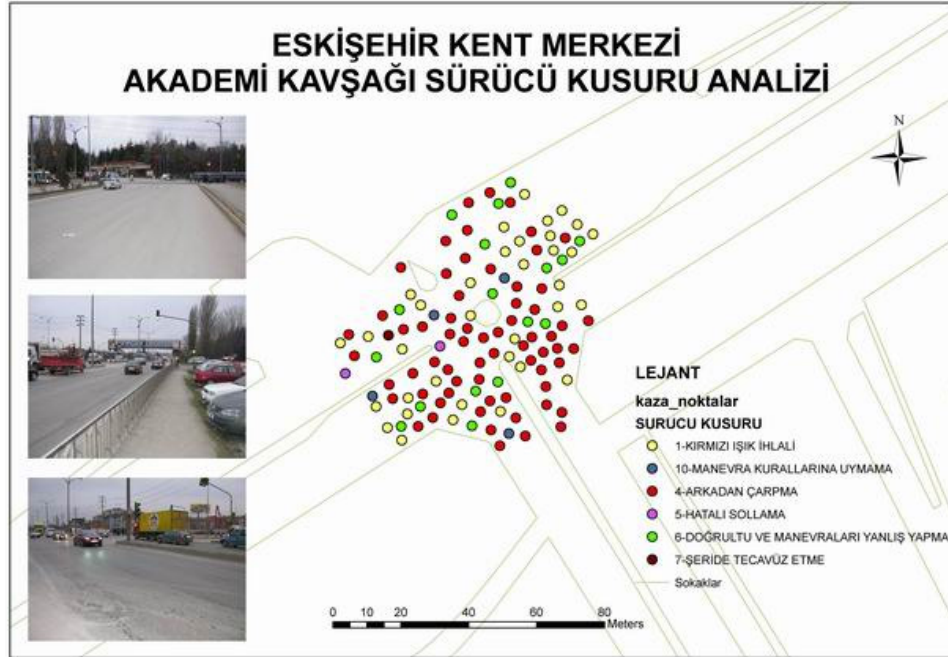 ESKİŞEHİR KENT MERKEZİ
AKADEMİ KAVŞAĞI SÜRÜCÜ KUSURU ANALİZİ
N
LEJANT
kaza_noktalar
SURUCU KUSURU
1-KIRMIZI IŞIK İHLALİ
10-MANEVRA KURALLARINA UYMAMA
4-ARKADAN ÇARPMA
5-HATALI SOLLAMA
6-DOĞRULTU VE MANEVRALARI YANLIŞ YAPMA
7-ŞERİDE TECAVÜZ ETME
Sokaklar
0 5 10 20 40 60 80
Meters